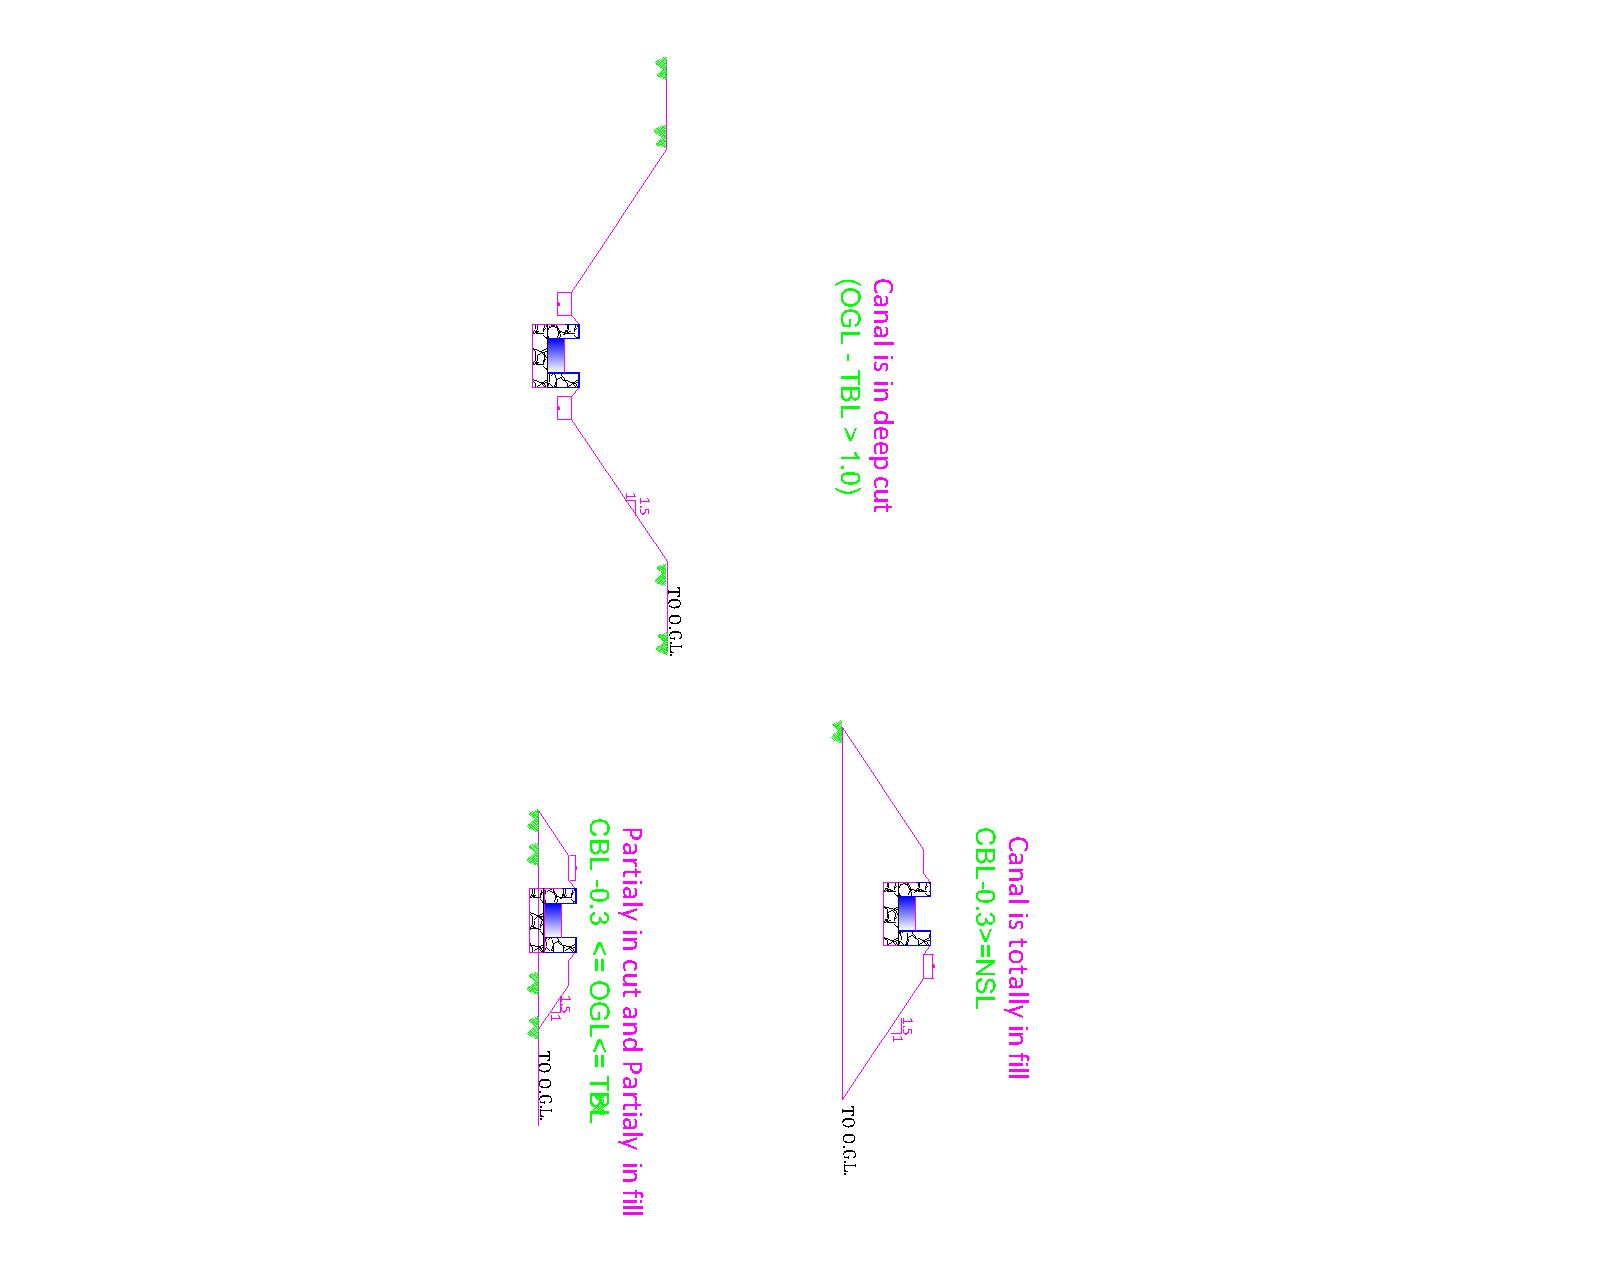 Canal is in deep cut
(OGL - TBL > 1.0)
1.5
1
TO O.G.L.
Canal is totally in fill
CBL-0.3>=NSL
1.5
1
TO O.G.L.
Partialy in cut and Partialy in fill
CBL -0.3 <= OGL<= TBL
1.5
1
TO O.G.L.